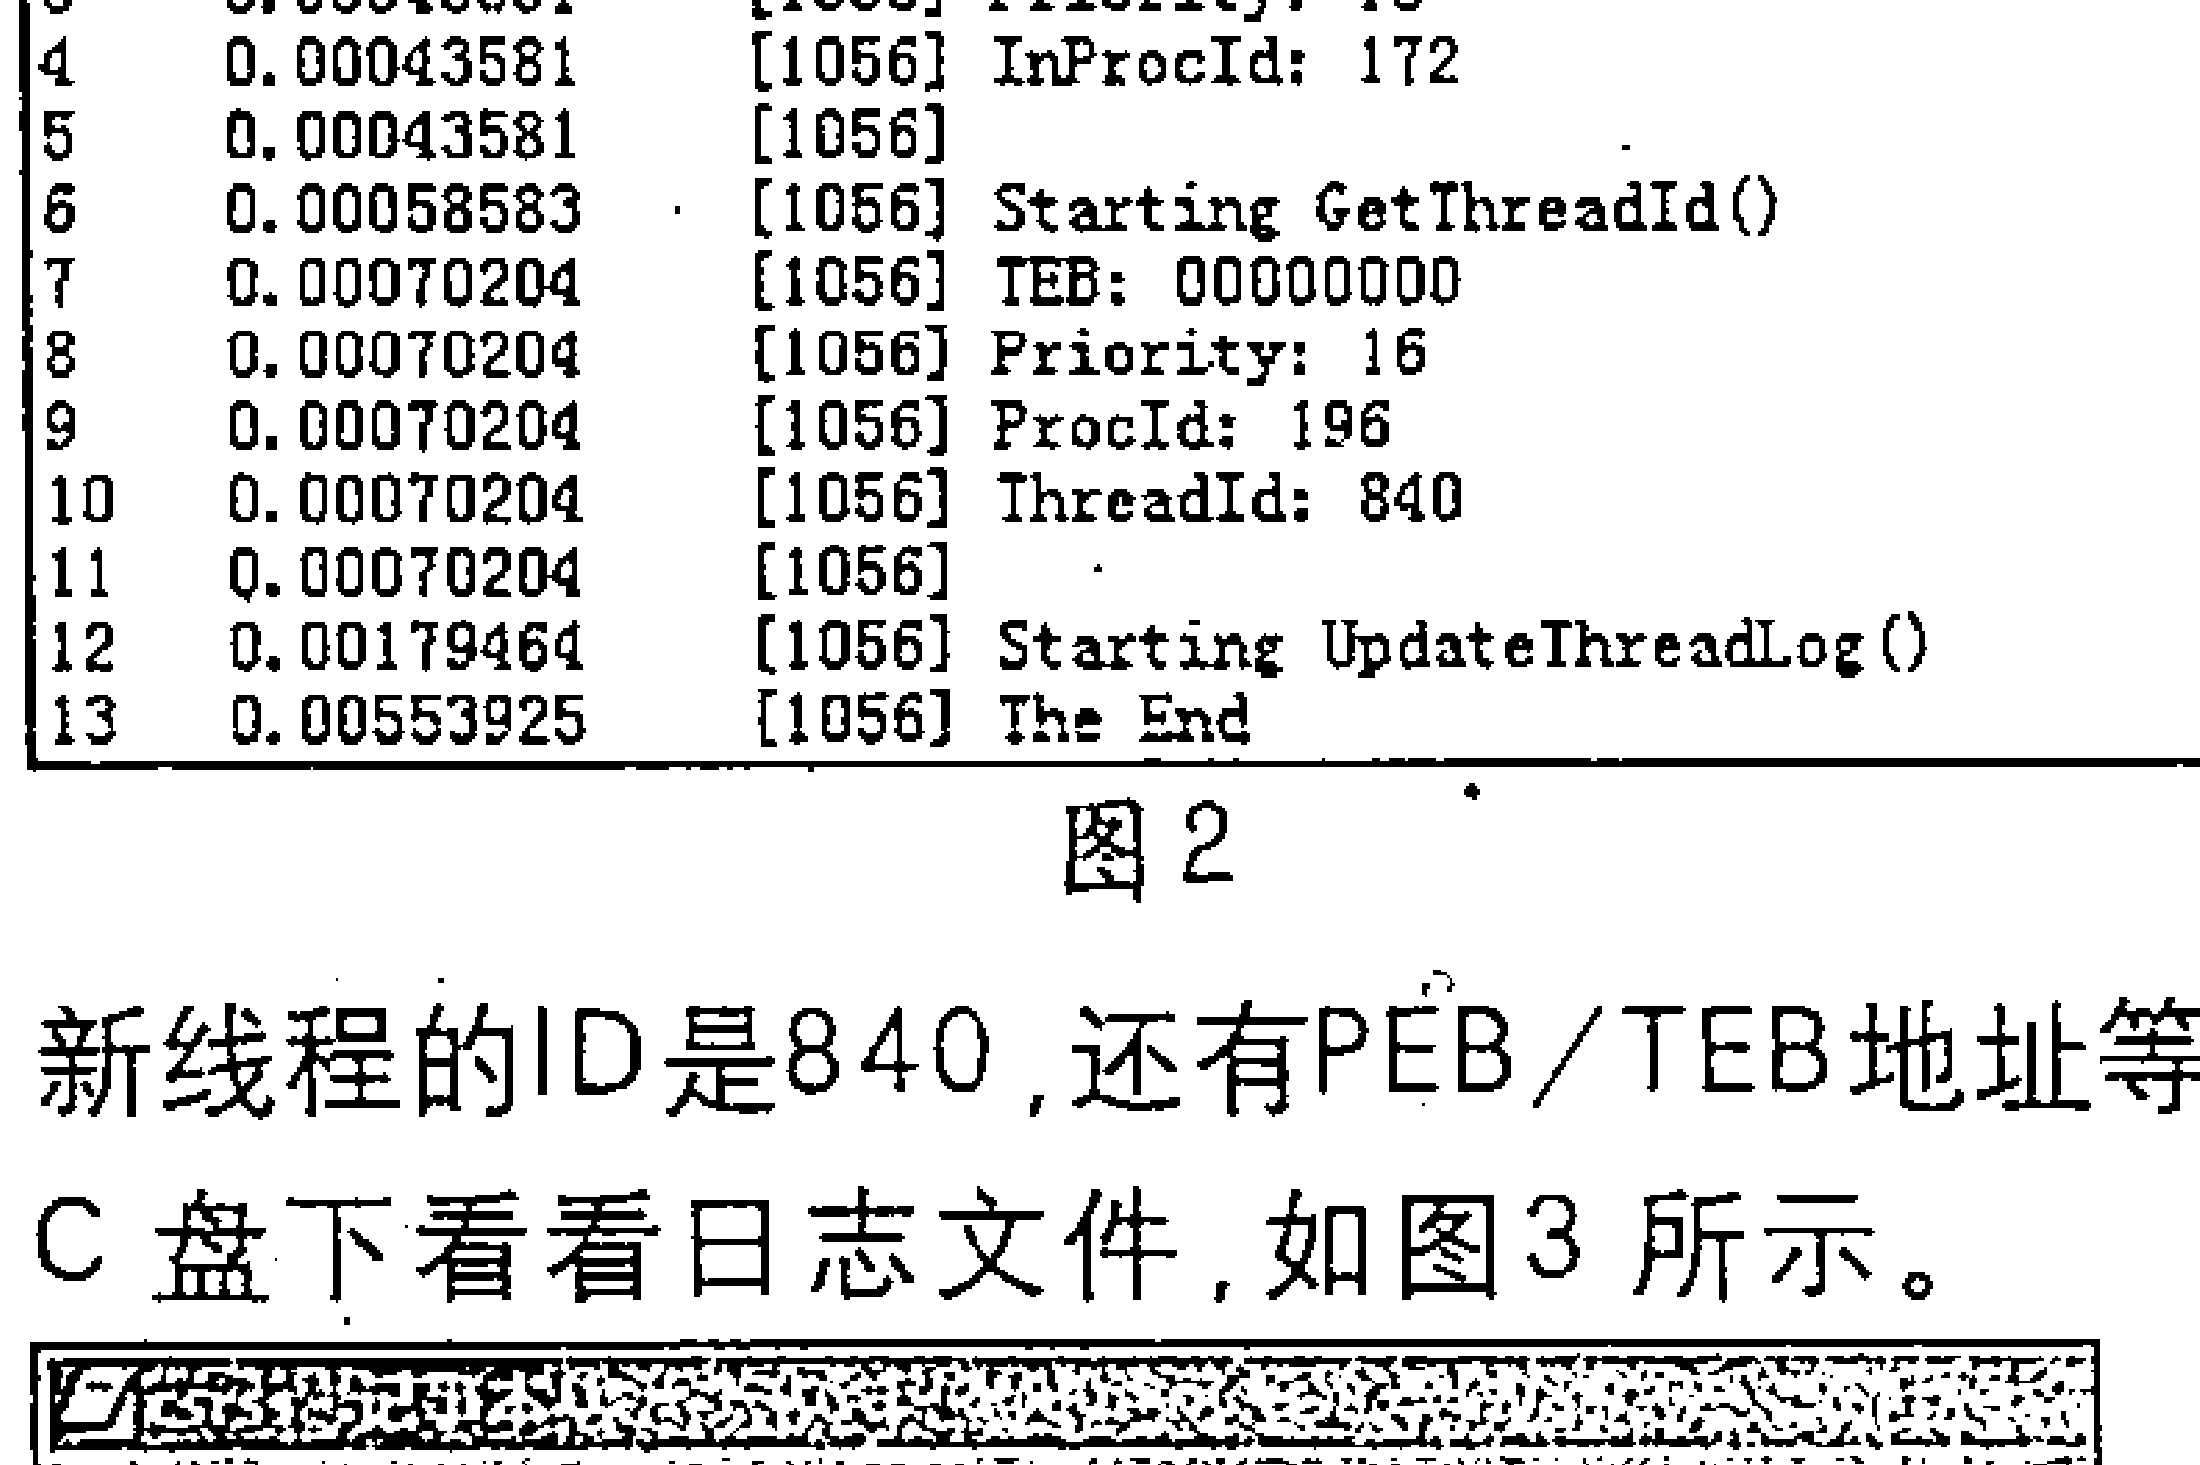 4 0.00043581 [1056] InProcId: 172
5 0.00043581 [1056]
6 0.00058583 [1056] Starting GetThreadId()
7 0.00070204 [1056] TEB: 00000000
8 0.00070204 [1056] Priority: 16
9 0.00070204 [1056] ProcId: 196
10 0.00070204 [1056] ThreadId: 840
11 0.00070204 [1056]
12 0.00179464 [1056] Starting UpdateThreadLog()
13 0.00553925 [1056] The End
图 2
新线程的ID是840,还有PEB/TEB地址等
C 盘下看看日志文件,如图3 所示。